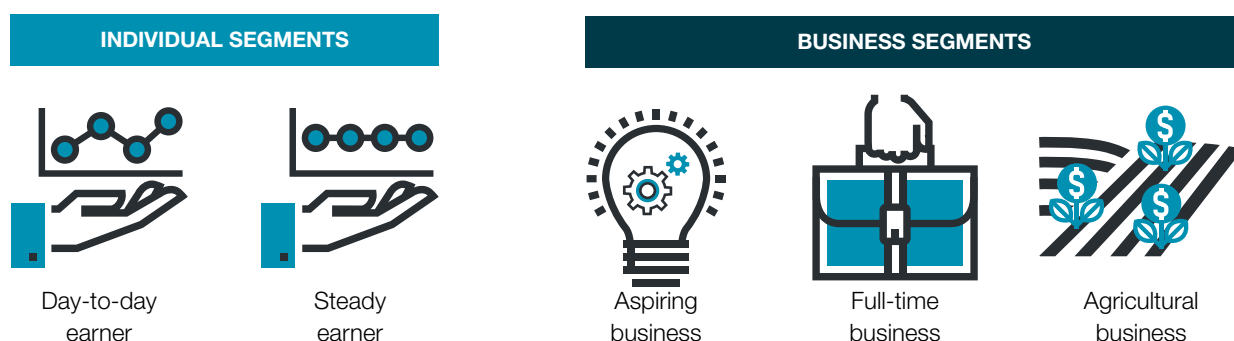 INDIVIDUAL SEGMENTS
BUSINESS SEGMENTS
$
$
$
Day-to-day
earner
Steady
earner
Aspiring
business
Full-time
business
Agricultural
business